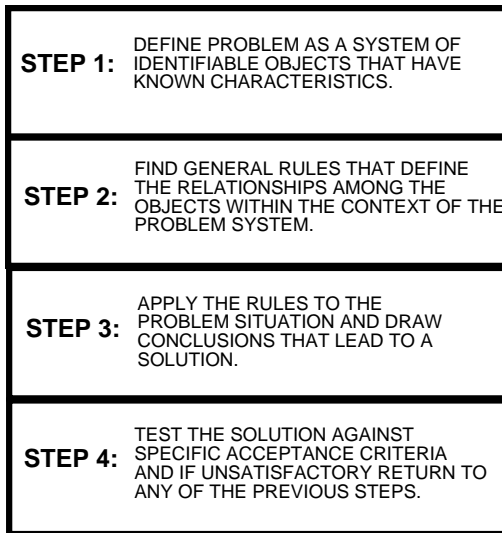 STEP 1:
DEFINE PROBLEM AS A SYSTEM OF
IDENTIFIABLE OBJECTS THAT HAVE
KNOWN CHARACTERISTICS.
STEP 2:
FIND GENERAL RULES THAT DEFINE
THE RELATIONSHIPS AMONG THE
OBJECTS WITHIN THE CONTEXT OF THE
PROBLEM SYSTEM.
STEP 3:
APPLY THE RULES TO THE
PROBLEM SITUATION AND DRAW
CONCLUSIONS THAT LEAD TO A
SOLUTION.
STEP 4:
TEST THE SOLUTION AGAINST
SPECIFIC ACCEPTANCE CRITERIA
AND IF UNSATISFACTORY RETURN TO
ANY OF THE PREVIOUS STEPS.